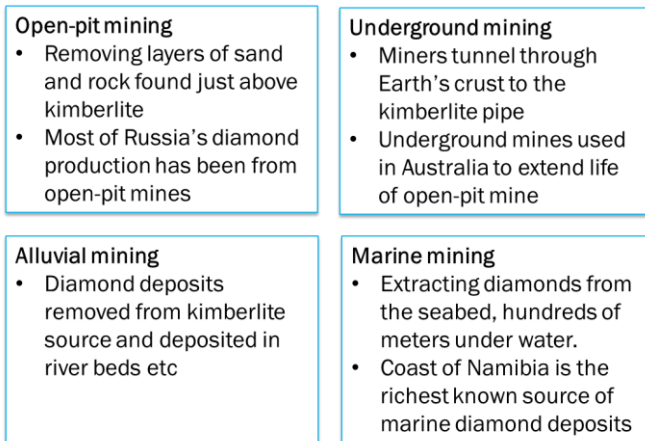 Open-pit mining
• Removing layers of sand
and rock found just above
kimberlite
• Most of Russia's diamond
production has been from
open-pit mines
Underground mining
• Miners tunnel through
Earth's crust to the
kimberlite pipe
• Underground mines used
in Australia to extend life
of open-pit mine
Alluvial mining
• Diamond deposits
removed from kimberlite
source and deposited in
river beds etc
Marine mining
• Extracting diamonds from
the seabed, hundreds of
meters under water.
• Coast of Namibia is the
richest known source of
marine diamond deposits